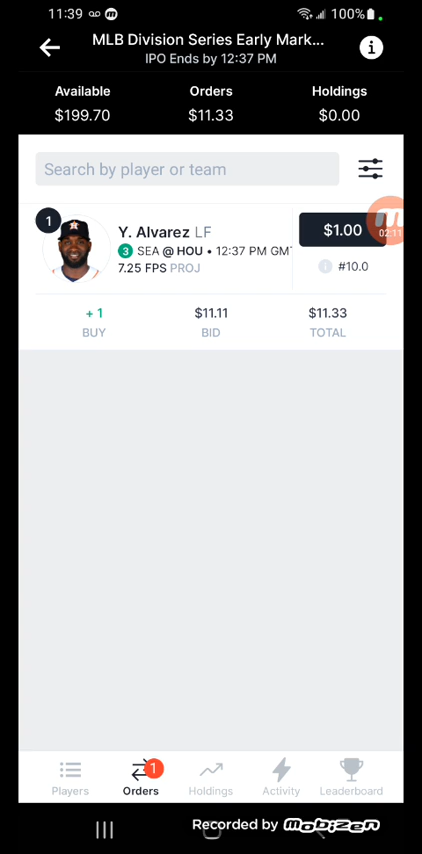 11:39
100%
MLB Division Series Early Mark...
IPO Ends by 12:37 PM
i
Available Orders Holdings
$199.70 $11.33 $0.00
Search by player or team
1
Y. Alvarez LF
3 SEA @ HOU • 12:37 PM GMT
7.25 FPS PROJ
$1.00
02:11
#10.0
+ 1 $11.11 $11.33
BUY BID TOTAL
1
Players Orders Holdings Activity Leaderboard
Recorded by MOBIZEN